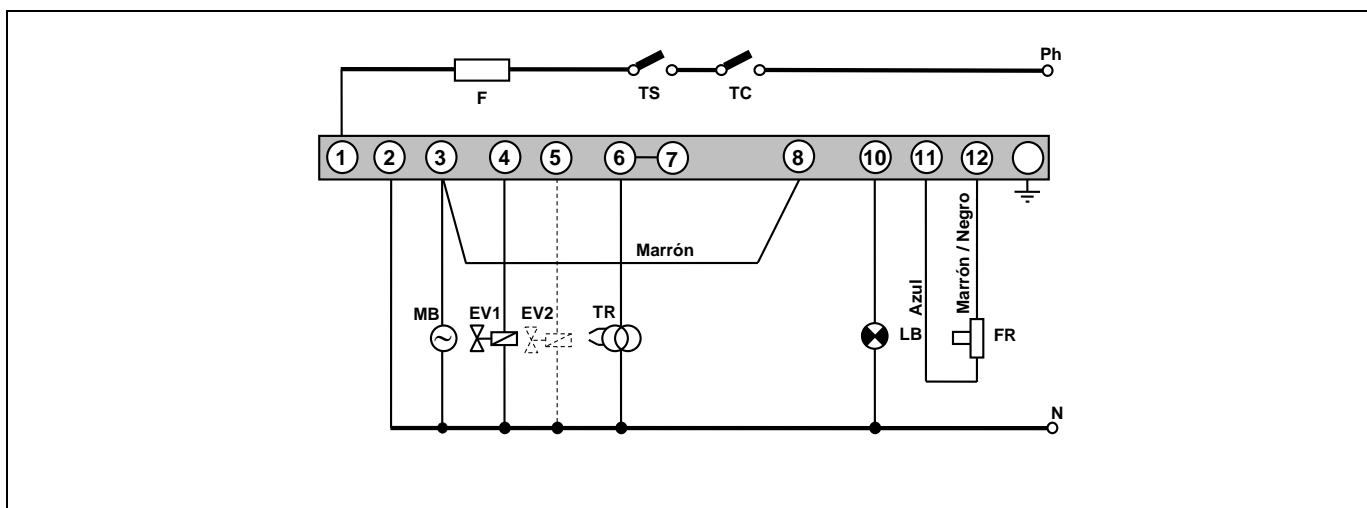 Ph
F TS TC
1 2 3 4 5 6 7 8 10 11 12
Marrón
Azul
Marrón / Negro
MB EV1 EV2 TR LB FR
N